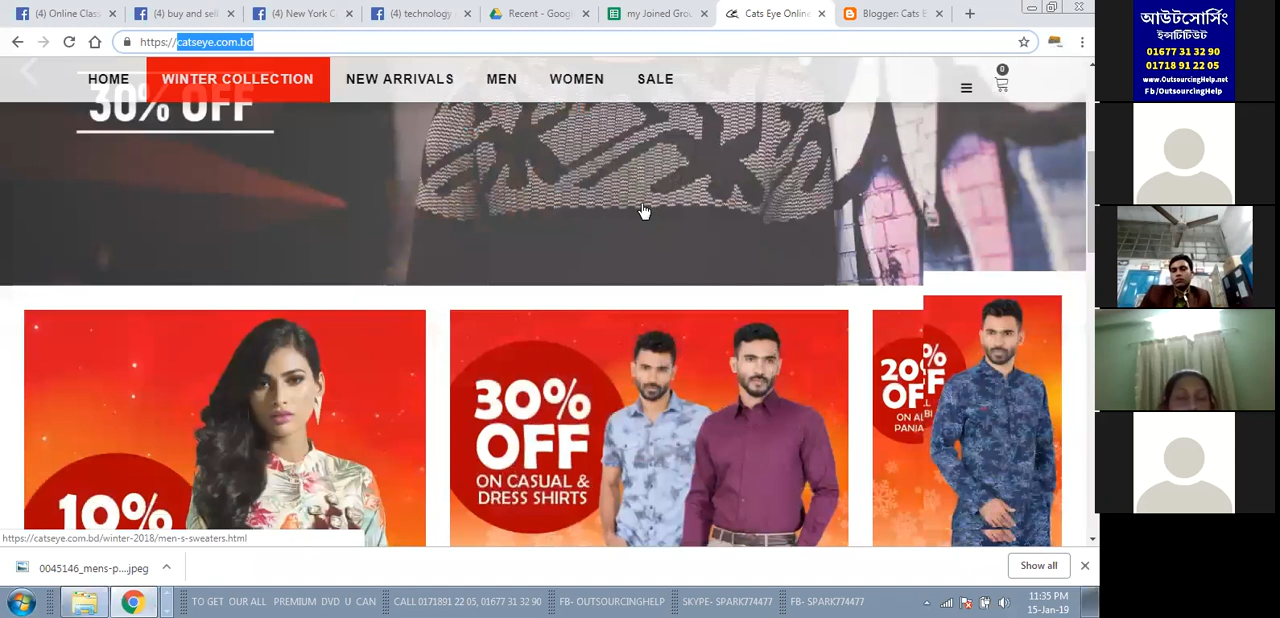 (4) Online Class
(4) buy and sell
(4) New York C
(4) technology
Recent - Goog
my Joined Grou
Cats Eye Online
Blogger: Cats E
https://catseye.com.bd
HOME
WINTER COLLECTION
NEW ARRIVALS
MEN
WOMEN
SALE
0
30% OFF
10%
30%
OFF
ON CASUAL &
DRESS SHIRTS
20%
OFF
ON AL
PANJA
https://catseye.com.bd/winter-2018/men-s-sweaters.html
0045146_mens-p....jpeg
Show all
TO GET OUR ALL PREMIUM DVD U CAN
CALL 0171891 22 05, 01677 31 32 90
FB- OUTSOURCINGHELP
SKYPE- SPARK774477
FB- SPARK774477
11:35 PM
15-Jan-19
আউটসোর্সিং
ইন্সটিটিউট
01677 31 32 90
01718 91 22 05
www.OutsourcingHelp.net
Fb/OutsourcingHelp